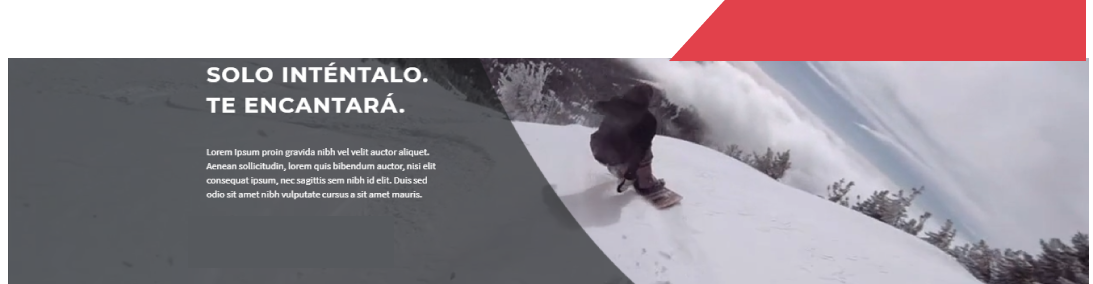 SOLO INTÉNTALO.
TE ENCANTARÁ.
Lorem Ipsum proin gravida nibh vel velit auctor aliquet.
Aenean sollicitudin, lorem quis bibendum auctor, nisi elit
consequat ipsum, nec sagittis sem nibh id elit. Duis sed
odio sit amet nibh vulputate cursus a sit amet mauris.